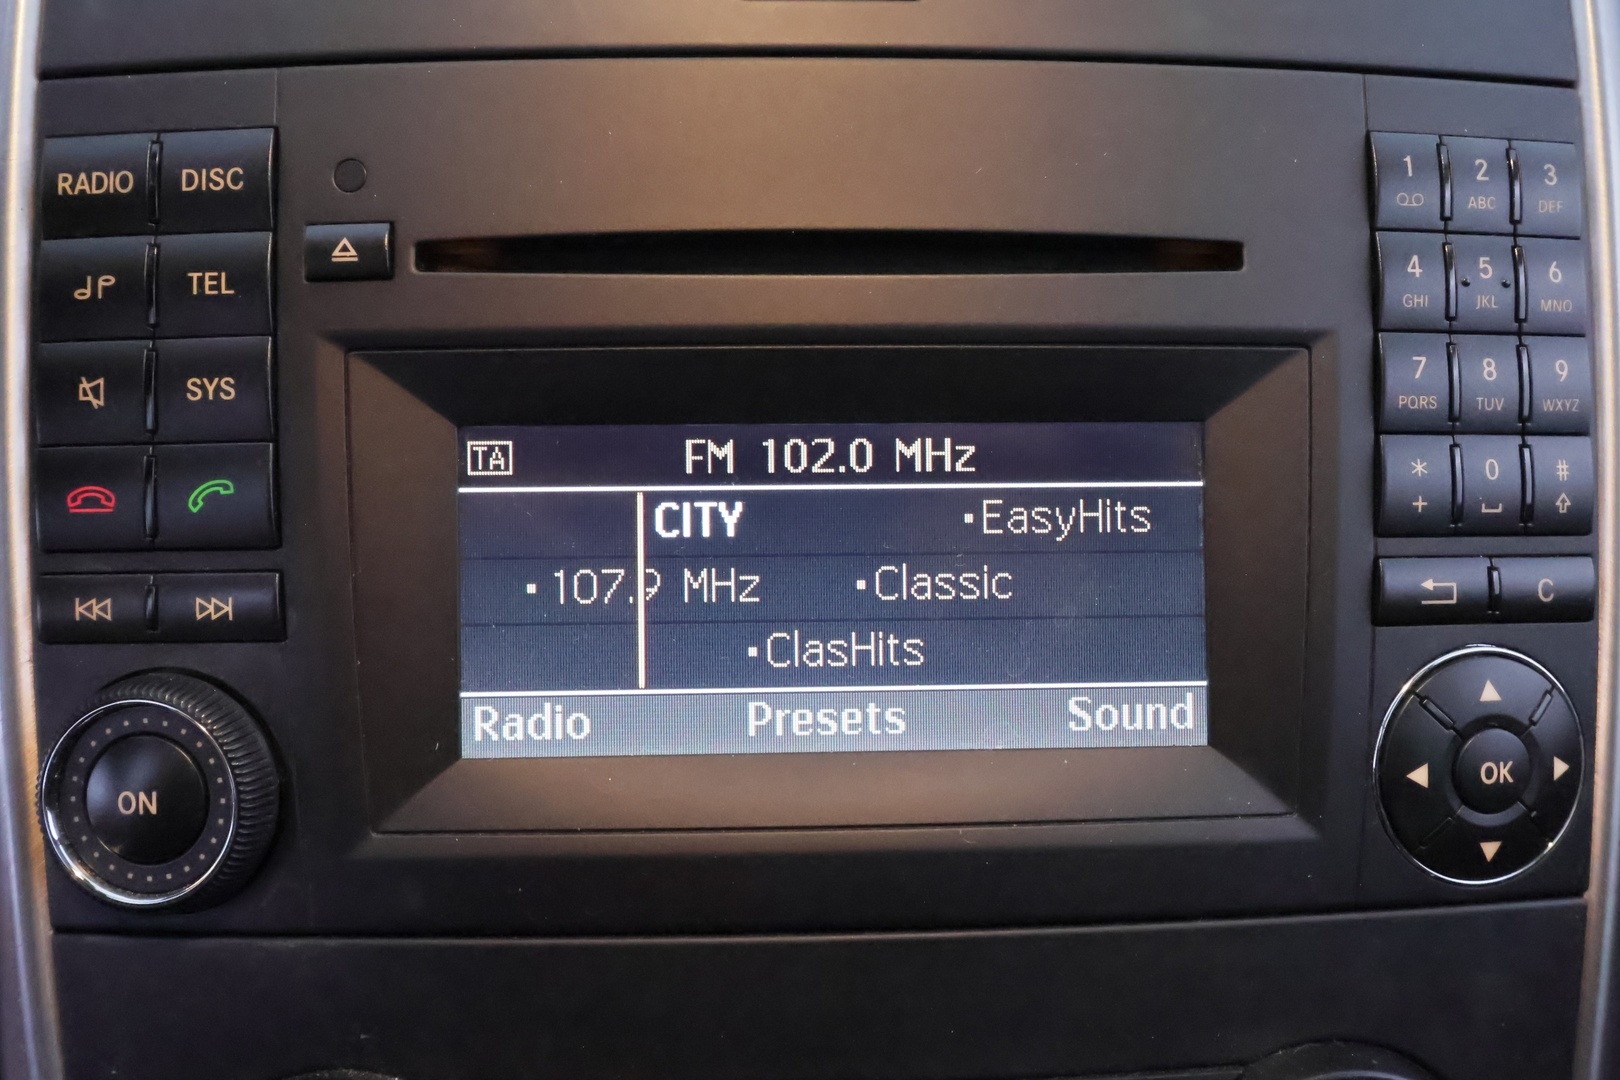 RADIO DISC
TEL
SYS
ON
TA FM 102.0 MHz
CITY ▪EasyHits
▪107.9 MHz ▪Classic
▪ClasHits
Radio Presets Sound
1 2 3
ABC DEF
4 5 6
GHI JKL MNO
7 8 9
PQRS TUV WXYZ
* 0 #
+
C
OK